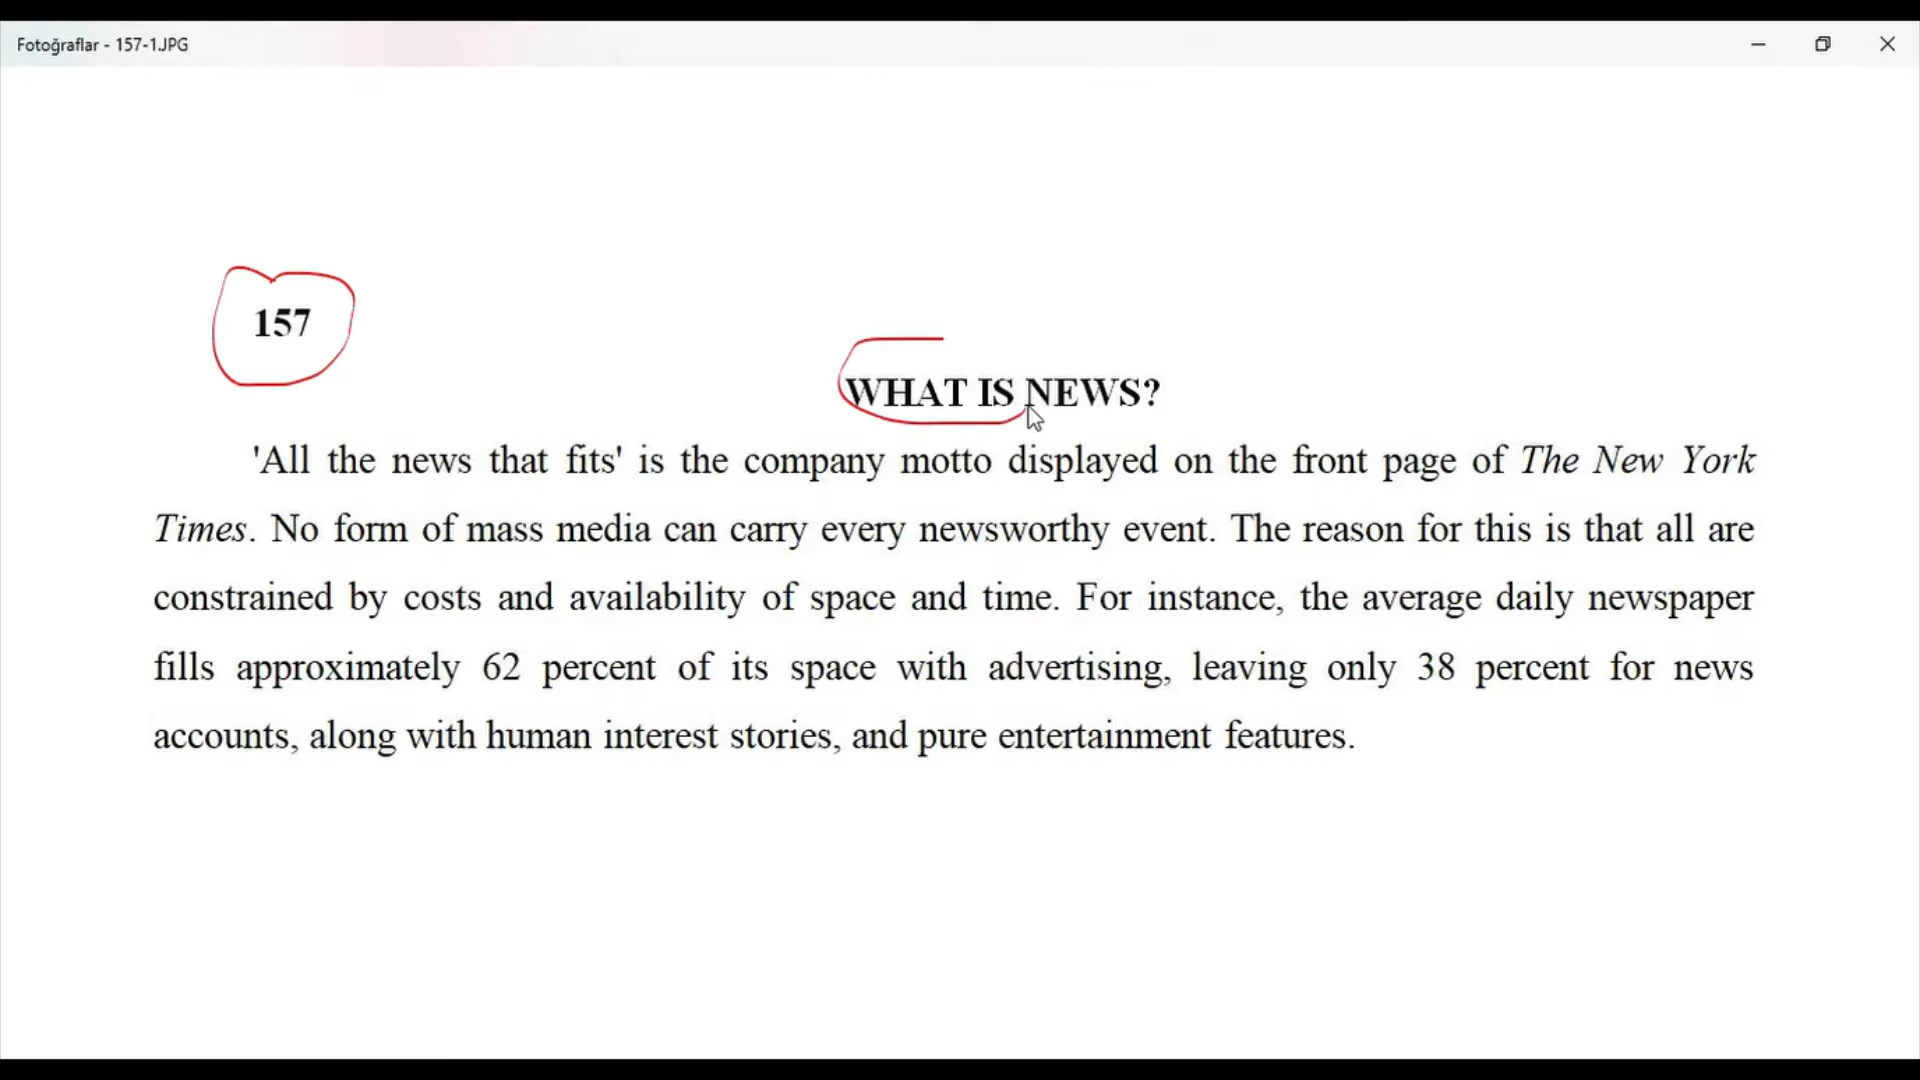 Fotoğraflar - 157-1.JPG
157
WHAT IS NEWS?
'All the news that fits' is the company motto displayed on the front page of The New York
Times. No form of mass media can carry every newsworthy event. The reason for this is that all are
constrained by costs and availability of space and time. For instance, the average daily newspaper
fills approximately 62 percent of its space with advertising, leaving only 38 percent for news
accounts, along with human interest stories, and pure entertainment features.